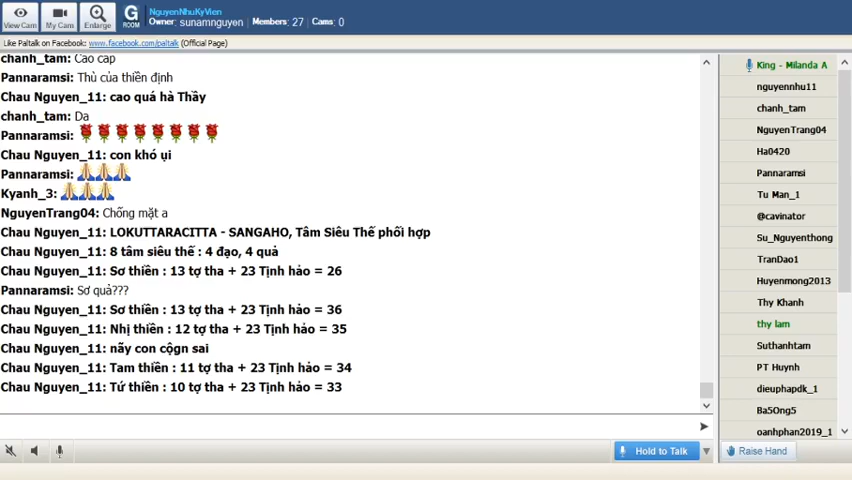 View Cam
My Cam
Enlarge
G
ROOM
NguyenNhuKyVien
Owner: sunamnguyen Members: 27 Cams: 0
Like Paltalk on Facebook: www.facebook.com/paltalk (Official Page)
chanh_tam: Cao cấp
Pannaramsi: Thù của thiền định
Chau Nguyen_11: cao quá hà Thầy
chanh_tam: Da
Pannaramsi:
Chau Nguyen_11: con khó ụi
Pannaramsi:
Kyanh_3:
NguyenTrang04: Chống mặt a
Chau Nguyen_11: LOKUTTARACITTA - SANGAHO, Tâm Siêu Thế phối hợp
Chau Nguyen_11: 8 tâm siêu thế : 4 đạo, 4 quả
Chau Nguyen_11: Sơ thiền : 13 tợ tha + 23 Tịnh hảo = 26
Pannaramsi: Sơ quả???
Chau Nguyen_11: Sơ thiền : 13 tợ tha + 23 Tịnh hảo = 36
Chau Nguyen_11: Nhị thiền : 12 tợ tha + 23 Tịnh hảo = 35
Chau Nguyen_11: nãy con cộgn sai
Chau Nguyen_11: Tam thiền : 11 tợ tha + 23 Tịnh hảo = 34
Chau Nguyen_11: Tứ thiền : 10 tợ tha + 23 Tịnh hảo = 33
Hold to Talk
King - Milanda A
nguyennhu11
chanh_tam
NguyenTrang04
Ha0420
Pannaramsi
Tu Man_1
@cavinator
Su_Nguyenthong
TranDao1
Huyenmong2013
Thy Khanh
thy lam
Suthanhtam
PT Huynh
dieuphapdk_1
Ba5Ong5
oanhphan2019_1
Raise Hand